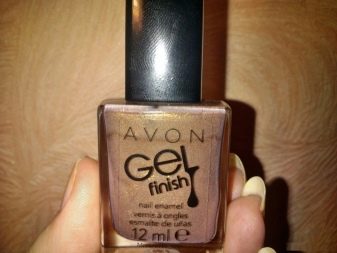 AVON
GEL
finish
nail enamel
vernis à ongles
esmalte de uñas
12 ml ℮